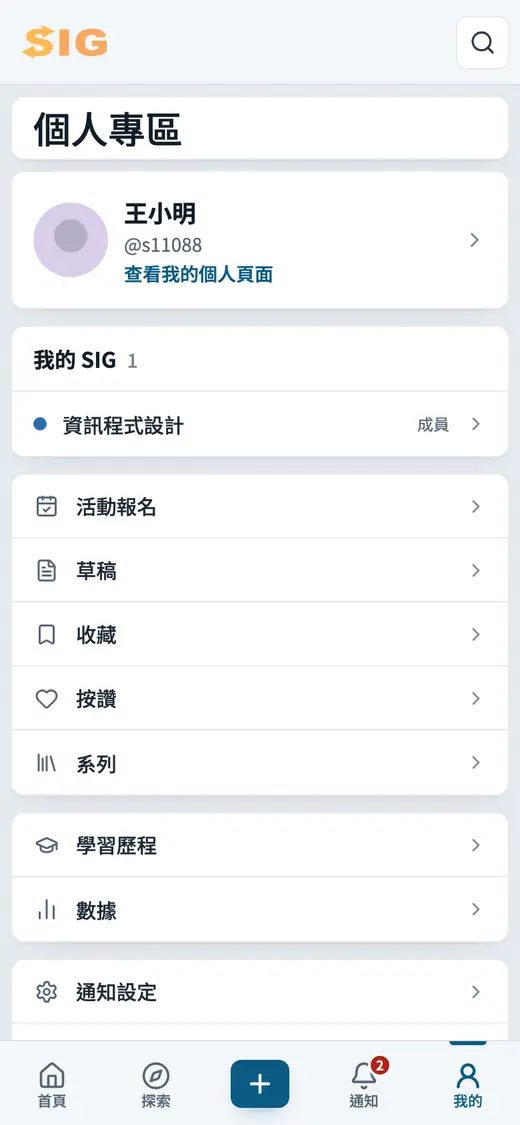 SIG
個人專區
王小明
@s11088
查看我的個人頁面
我的 SIG 1
資訊程式設計 成員
活動報名
草稿
收藏
按讚
系列
學習歷程
數據
通知設定
首頁 探索 2 通知 我的